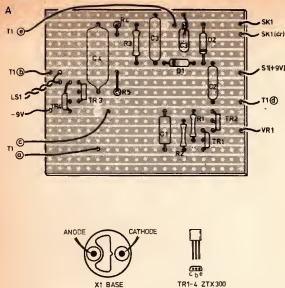 A
T1 e
T1 b
LS1
-9V
c
T1 a
SK1
SK1(cr)
S1(+9V)
T1 d
VR1
R4
R3
C3
D2
D1
C4
C2
R5
TR3
TR4
C1
R1
R2
TR2
TR1
ANODE
CATHODE
X1 BASE
c b e
TR1-4 ZTX300